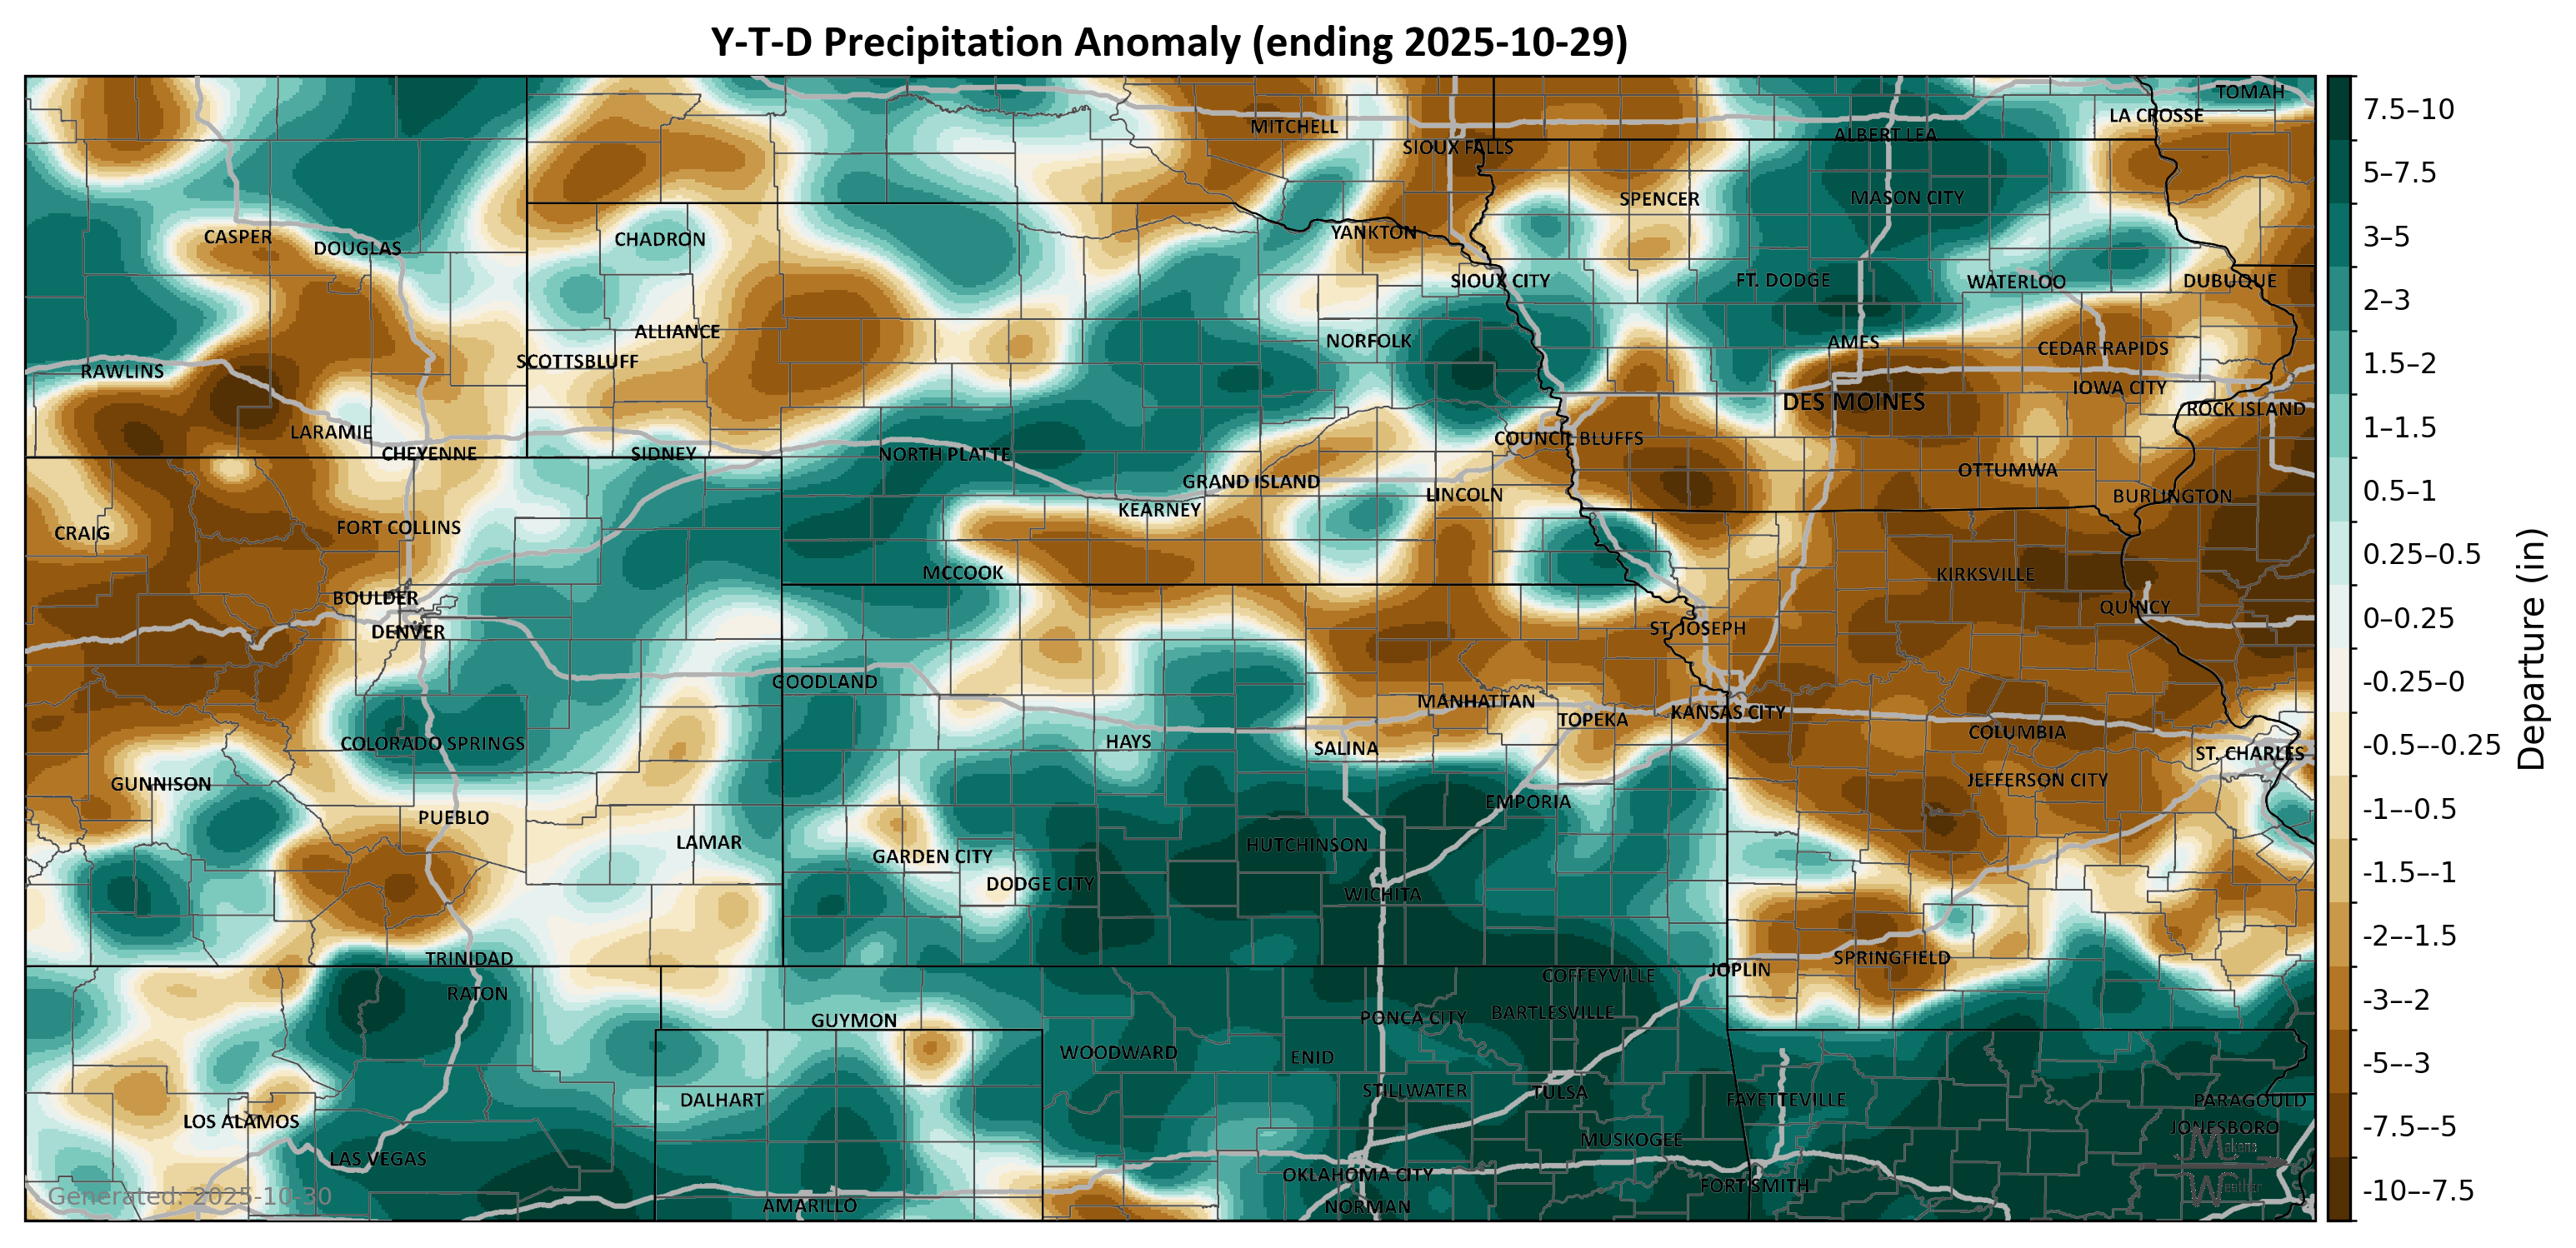 Y-T-D Precipitation Anomaly (ending 2025-10-29)
TOMAH
LA CROSSE
MITCHELL
ALBERT LEA
SIOUX FALLS
SPENCER
MASON CITY
CASPER
DOUGLAS
CHADRON
YANKTON
SIOUX CITY
FT. DODGE
WATERLOO
DUBUQUE
ALLIANCE
NORFOLK
AMES
CEDAR RAPIDS
SCOTTSBLUFF
RAWLINS
IOWA CITY
DES MOINES
ROCK ISLAND
LARAMIE
COUNCIL BLUFFS
CHEYENNE
SIDNEY
NORTH PLATTE
OTTUMWA
GRAND ISLAND
LINCOLN
BURLINGTON
KEARNEY
CRAIG
FORT COLLINS
MCCOOK
KIRKSVILLE
BOULDER
QUINCY
DENVER
ST. JOSEPH
GOODLAND
MANHATTAN
TOPEKA
KANSAS CITY
COLUMBIA
COLORADO SPRINGS
HAYS
SALINA
ST. CHARLES
GUNNISON
JEFFERSON CITY
EMPORIA
PUEBLO
LAMAR
HUTCHINSON
GARDEN CITY
DODGE CITY
WICHITA
TRINIDAD
SPRINGFIELD
JOPLIN
COFFEYVILLE
RATON
GUYMON
PONCA CITY
BARTLESVILLE
WOODWARD
ENID
STILLWATER
TULSA
DALHART
FAYETTEVILLE
PARAGOULD
LOS ALAMOS
JONESBORO
MUSKOGEE
LAS VEGAS
OKLAHOMA CITY
FORT SMITH
AMARILLO
NORMAN
Makens
Weather
Generated: 2025-10-30
7.5–10
5–7.5
3–5
2–3
1.5–2
1–1.5
0.5–1
0.25–0.5
0–0.25
-0.25–0
-0.5–-0.25
-1–-0.5
-1.5–-1
-2–-1.5
-3–-2
-5–-3
-7.5–-5
-10–-7.5
Departure (in)